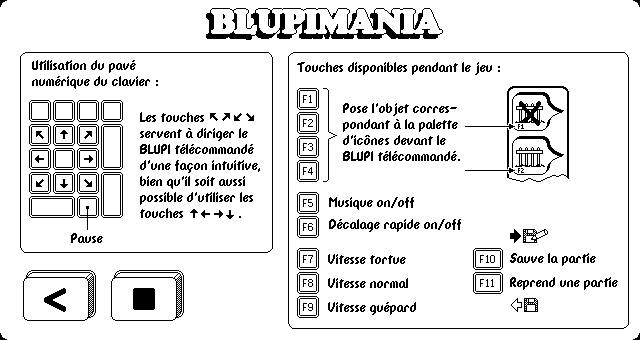 BLUPIMANIA
Utilisation du pavé
numérique du clavier :
Les touches ↖ ↗ ↙ ↘
servent à diriger le
BLUPI télécommandé
d'une façon intuitive,
bien qu'il soit aussi
possible d'utiliser les
touches ↑ ← → ↓ .
Pause
Touches disponibles pendant le jeu :
F1
F2
F3
F4
Pose l'objet corres-
pondant à la palette
d'icônes devant le
BLUPI télécommandé.
F1
F2
F5 Musique on/off
F6 Décalage rapide on/off
F7 Vitesse tortue
F8 Vitesse normal
F9 Vitesse guépard
F10 Sauve la partie
F11 Reprend une partie